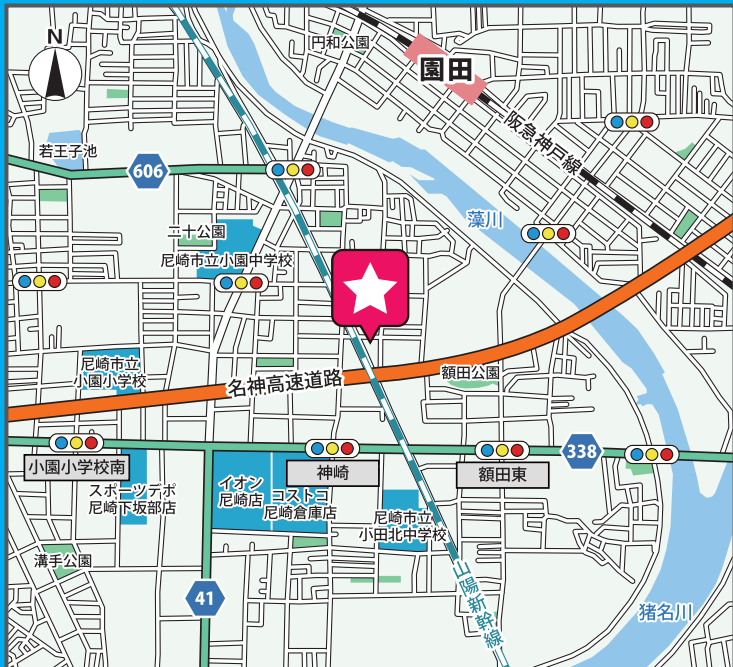 N
円和公園
園田
阪急神戸線
若王子池
606
藻川
二十公園
尼崎市立小園中学校
尼崎市立
小園小学校
名神高速道路
額田公園
338
小園小学校南
神崎
額田東
スポーツデポ
尼崎下坂部店
イオン
尼崎店
コストコ
尼崎倉庫店
尼崎市立
小田北中学校
溝手公園
山陽新幹線
41
猪名川